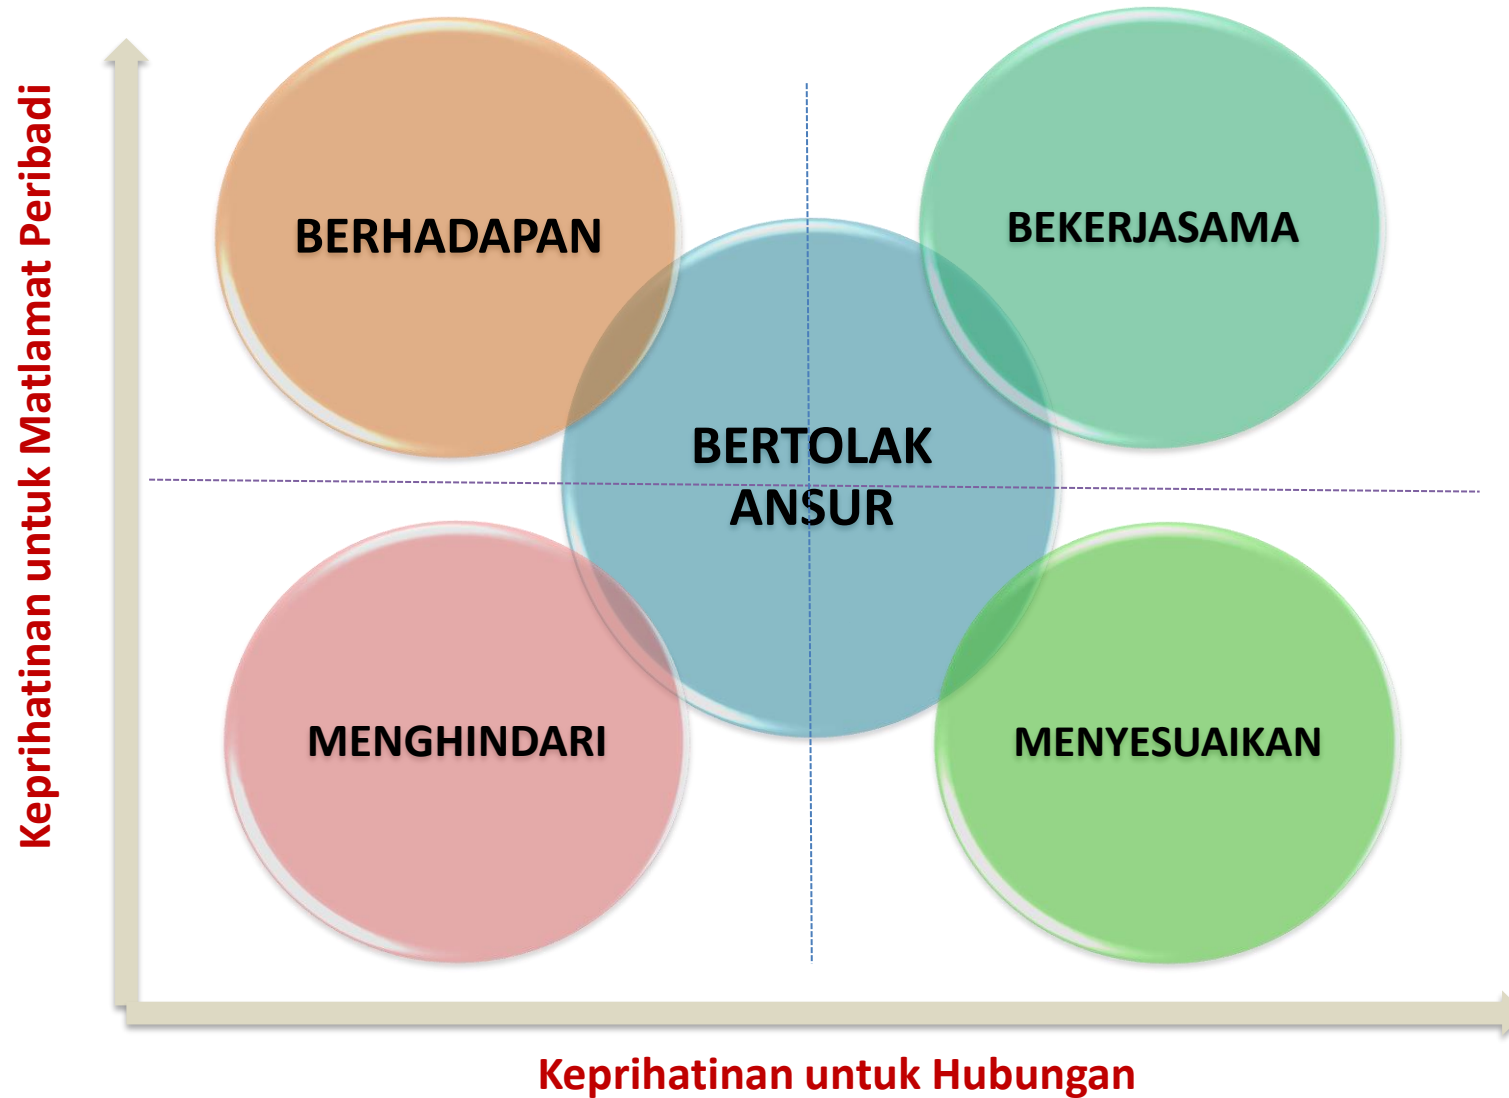 Keprihatinan untuk Matlamat Peribadi
BERHADAPAN
BEKERJASAMA
BERTOLAK
ANSUR
MENGHINDARI
MENYESUAIKAN
Keprihatinan untuk Hubungan